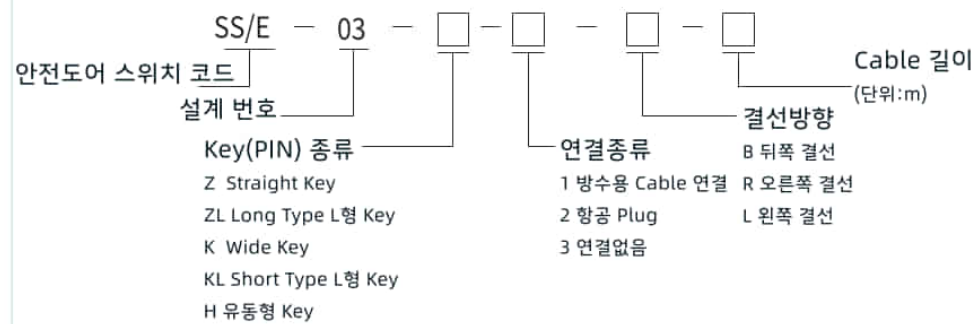 SS/E - 03 - □ - □ - □ - □
안전도어 스위치 코드
설계 번호
Key(PIN) 종류
Z Straight Key
ZL Long Type L형 Key
K Wide Key
KL Short Type L형 Key
H 유동형 Key
연결종류
1 방수용 Cable 연결
2 항공 Plug
3 연결없음
결선방향
B 뒤쪽 결선
R 오른쪽 결선
L 왼쪽 결선
Cable 길이
(단위:m)